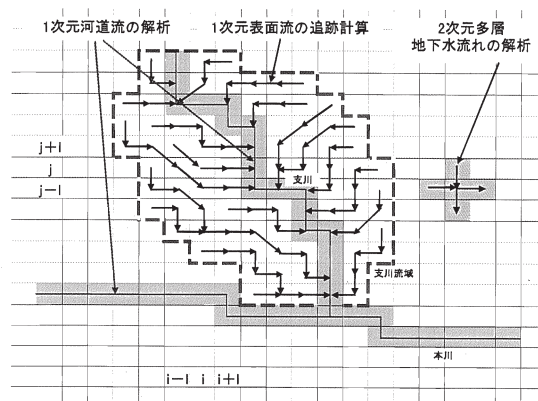 1次元河道流の解析
1次元表面流の追跡計算
2次元多層
地下水流れの解析
j+1
j
j−1
支川
支川流域
本川
i−1 i i+1